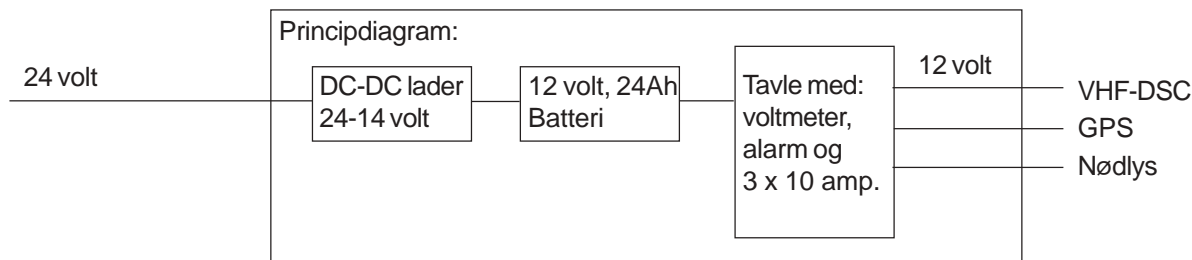 Principdiagram:
24 volt
DC-DC lader
24-14 volt
12 volt, 24Ah
Batteri
Tavle med:
voltmeter,
alarm og
3 x 10 amp.
12 volt
VHF-DSC
GPS
Nødlys